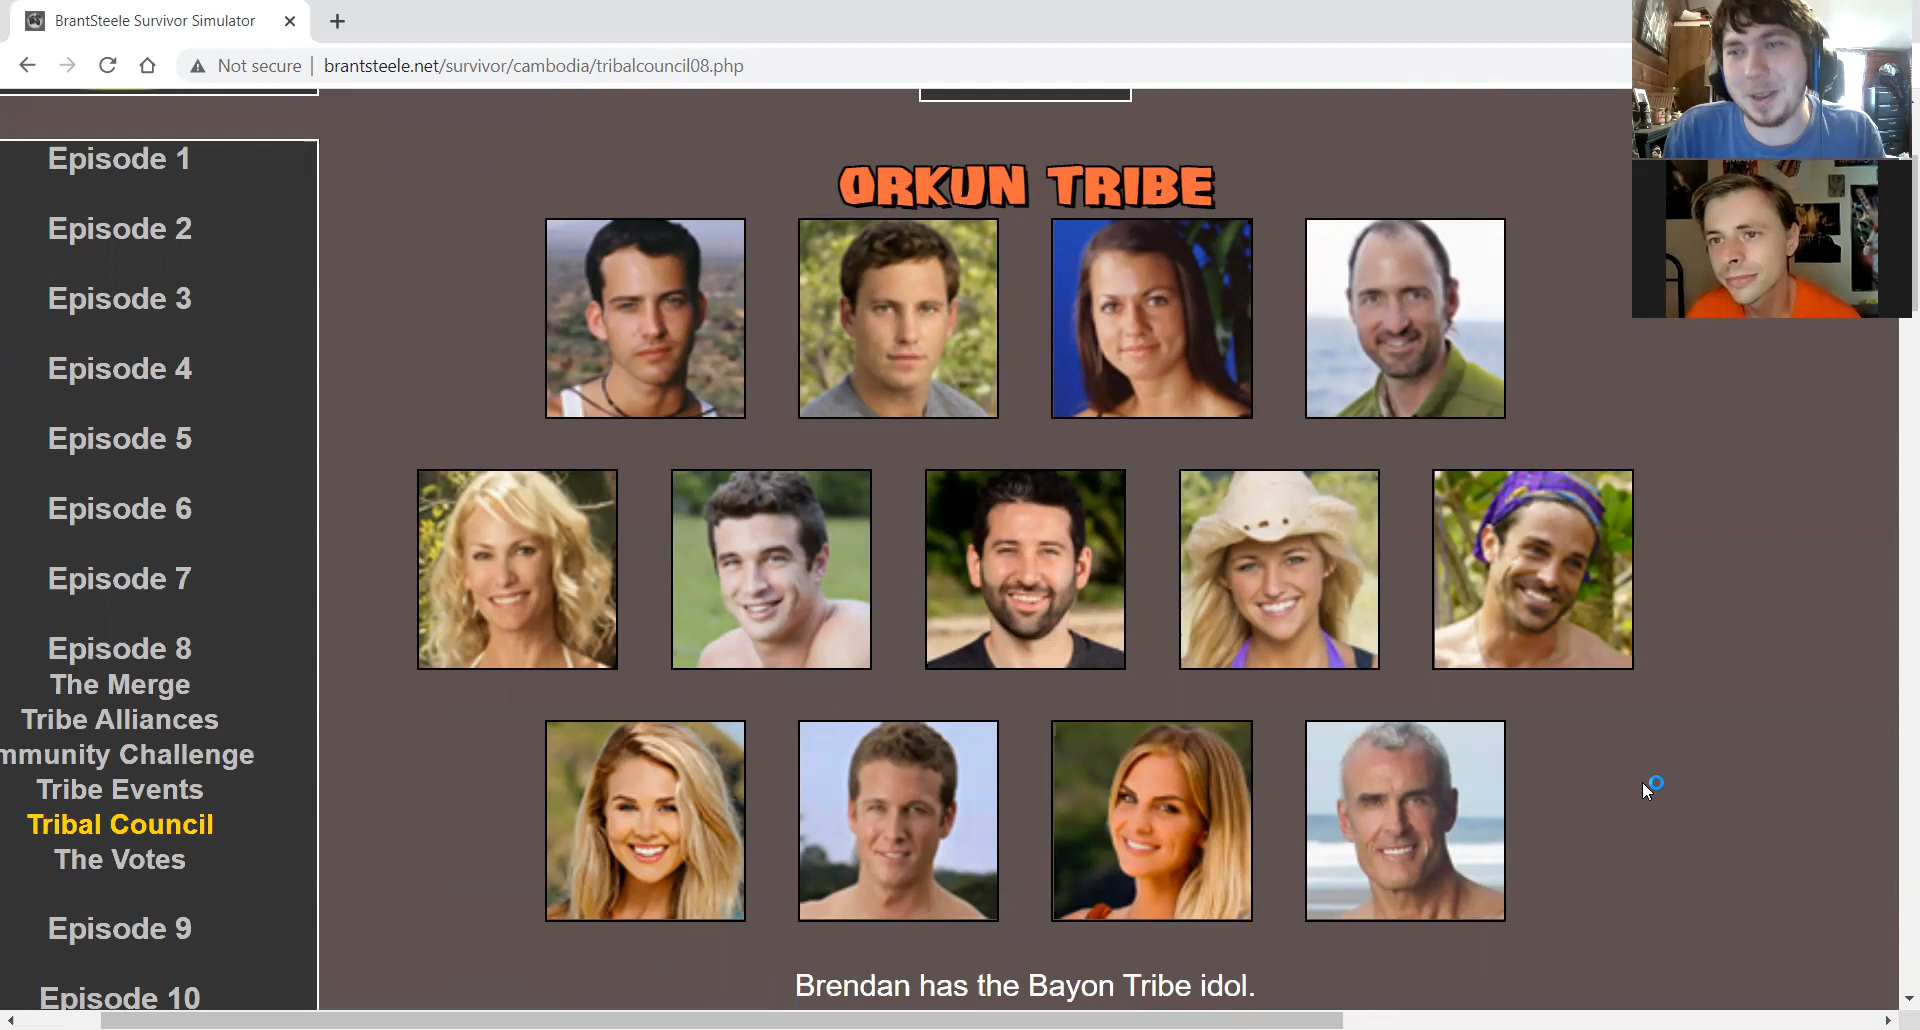 BrantSteele Survivor Simulator
Not secure
brantsteele.net/survivor/cambodia/tribalcouncil08.php
Episode 1
Episode 2
Episode 3
Episode 4
Episode 5
Episode 6
Episode 7
Episode 8
The Merge
Tribe Alliances
mmunity Challenge
Tribe Events
Tribal Council
The Votes
Episode 9
Episode 10
ORKUN TRIBE
Brendan has the Bayon Tribe idol.